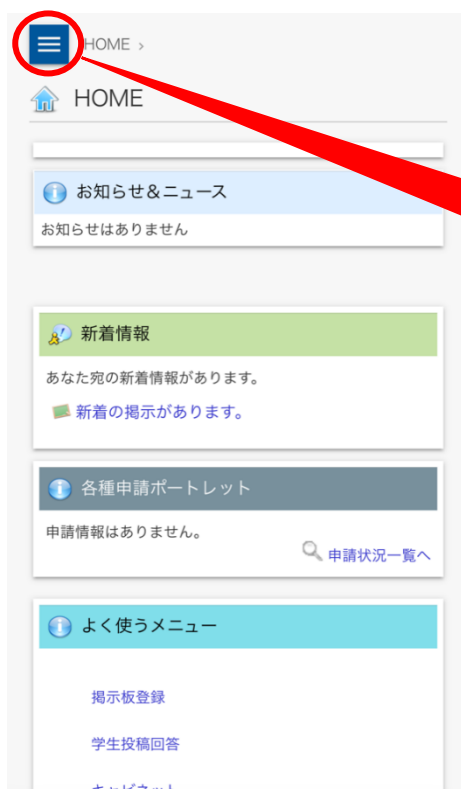 HOME ›
HOME
お知らせ＆ニュース
お知らせはありません
新着情報
あなた宛の新着情報があります。
新着の掲示があります。
各種申請ポートレット
申請情報はありません。
申請状況一覧へ
よく使うメニュー
掲示板登録
学生投稿回答